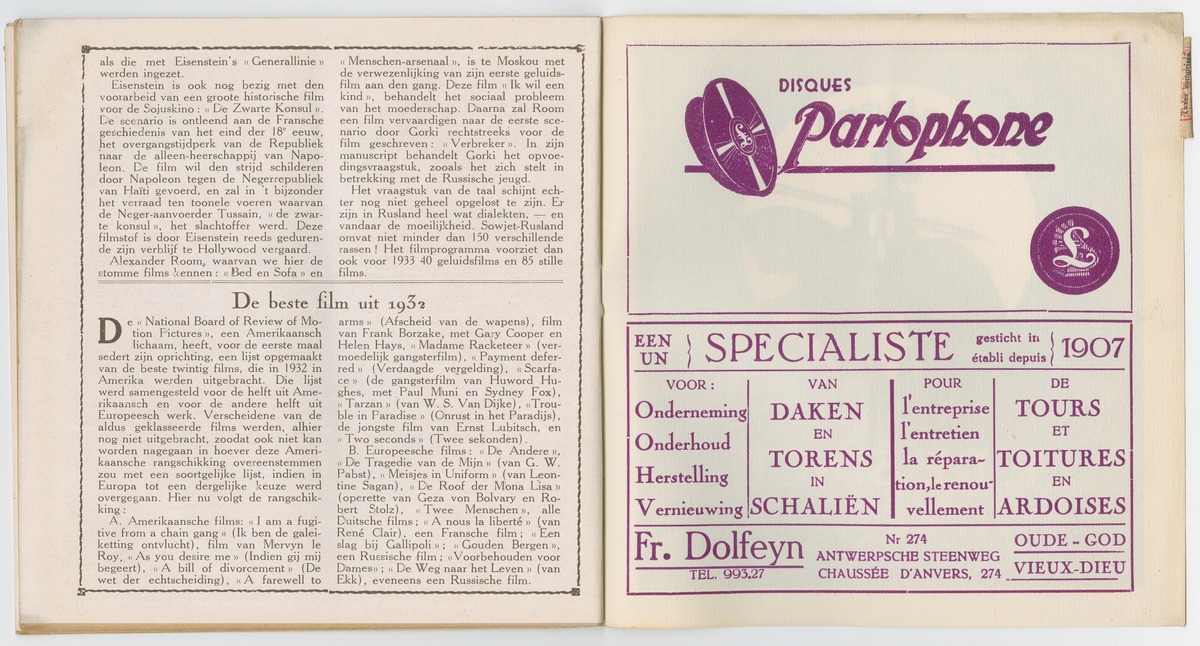 als die met Eisenstein's « Generallinie »
werden ingezet.
Eisenstein is ook nog bezig met den
voorarbeid van een groote historische film
voor de Sojuskino : « De Zwarte Konsul ».
De scenario is ontleend aan de Fransche
geschiedenis van het eind der 18e eeuw,
het overgangstijdperk van de Republiek
naar de alleen-heerschappij van Napo-
leon. De film wil den strijd schilderen
door Napoleon tegen de Negerrepubliek
van Haïti gevoerd, en zal in 't bijzonder
het verraad ten toonele voeren waarvan
de Neger-aanvoerder Tussain, « de zwar-
te konsul », het slachtoffer werd. Deze
filmstof is door Eisenstein reeds geduren-
de zijn verblijf te Hollywood vergaard.
Alexander Room, waarvan we hier de
stomme films kennen : « Bed en Sofa » en
« Menschen-arsenaal », is te Moskou met
de verwezenlijking van zijn eerste geluids-
film aan den gang. Deze film « Ik wil een
kind », behandelt het sociaal probleem
van het moederschap. Daarna zal Room
een film vervaardigen naar de eerste sce-
nario door Gorki rechtstreeks voor de
film geschreven : « Verbreker ». In zijn
manuscript behandelt Gorki het opvoe-
dingsvraagstuk, zooals het zich stelt in
betrekking met de Russische jeugd.
Het vraagstuk van de taal schijnt ech-
ter nog niet geheel opgelost te zijn. Er
zijn in Rusland heel wat dialekten, — en
vandaar de moeilijkheid. Sowjet-Rusland
omvat niet minder dan 150 verschillende
rassen ! Het filmprogramma voorziet dan
ook voor 1933 40 geluidsfilms en 85 stille
films.
De beste film uit 1932
De « National Board of Review of Mo-
tion Pictures », een Amerikaansch
lichaam, heeft, voor de eerste maal
sedert zijn oprichting, een lijst opgemaakt
van de beste twintig films, die in 1932 in
Amerika werden uitgebracht. Die lijst
werd samengesteld voor de helft uit Ame-
rikaansch en voor de andere helft uit
Europeesch werk. Verscheidene van de
aldus geklasseerde films werden, alhier
nog niet uitgebracht, zoodat ook niet kan
worden nagegaan in hoever deze Ameri-
kaansche rangschikking overeenstemmen
zou met een soortgelijke lijst, indien in
Europa tot een dergelijke keuze werd
overgegaan. Hier nu volgt de rangschik-
king :
A. Amerikaansche films: « I am a fugi-
tive from a chain gang » (Ik ben de galei-
ketting ontvlucht), film van Mervyn le
Roy, « As you desire me » (Indien gij mij
begeert), « A bill of divorcement » (De
wet der echtscheiding), « A farewell to
arms » (Afscheid van de wapens), film
van Frank Borzake, met Gary Cooper en
Helen Hays, « Madame Racketeer » (ver-
moedelijk gangsterfilm), « Payment defer-
red » (Verdaagde vergelding), « Scarfa-
ce » (de gangsterfilm van Huword Hu-
ghes, met Paul Muni en Sydney Fox),
« Tarzan » (van W. S. Van Dijke), « Trou-
ble in Paradise » (Onrust in het Paradijs),
de jongste film van Ernst Lubitsch, en
« Two seconds » (Twee sekonden).
B. Europeesche films : « De Andere »,
« De Tragedie van de Mijn » (van G. W.
Pabst), « Meisjes in Uniform » (van Leon-
tine Sagan), « De Roof der Mona Lisa »
(operette van Geza von Bolvary en Ro-
bert Stolz), « Twee Menschen », alle
Duitsche films ; « A nous la liberté » (van
René Clair), een Fransche film ; « Een
slag bij Gallipoli » ; « Gouden Bergen »,
een Russische film ; « Voorbehouden voor
Dames » ; « De Weg naar het Leven » (van
Ekk), eveneens een Russische film.
DISQUES
Parlophone
£
EEN UN SPECIALISTE gesticht in établi depuis 1907
VOOR :
Onderneming
Onderhoud
Herstelling
Vernieuwing
VAN
DAKEN
EN
TORENS
IN
SCHALIËN
POUR
l'entreprise
l'entretien
la répara-
tion, le renou-
vellement
DE
TOURS
ET
TOITURES
EN
ARDOISES
Fr. Dolfeyn
TEL. 993.27
Nr 274
ANTWERPSCHE STEENWEG
CHAUSSÉE D'ANVERS, 274
OUDE-GOD
VIEUX-DIEU